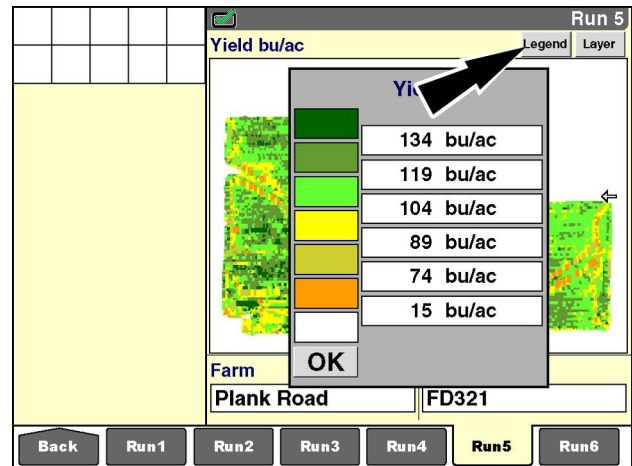 Run 5
Yield bu/ac
Legend
Layer
Yi
134 bu/ac
119 bu/ac
104 bu/ac
89 bu/ac
74 bu/ac
15 bu/ac
OK
Farm
Plank Road
FD321
Back
Run1
Run2
Run3
Run4
Run5
Run6